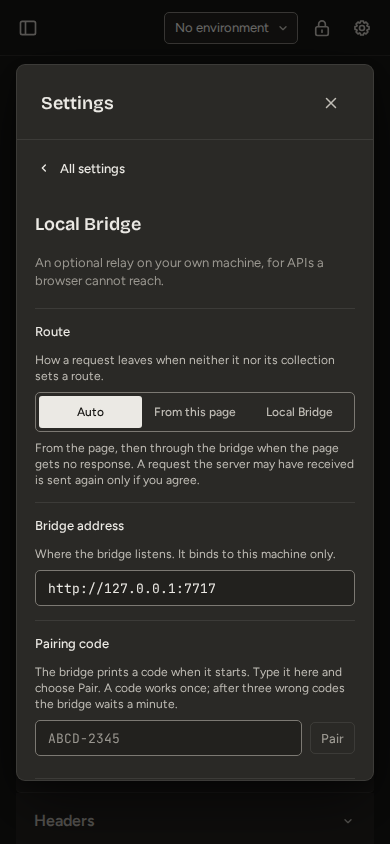 No environment
Settings
All settings
Local Bridge
An optional relay on your own machine, for APIs a
browser cannot reach.
Route
How a request leaves when neither it nor its collection
sets a route.
Auto From this page Local Bridge
From the page, then through the bridge when the page
gets no response. A request the server may have received
is sent again only if you agree.
Bridge address
Where the bridge listens. It binds to this machine only.
http://127.0.0.1:7717
Pairing code
The bridge prints a code when it starts. Type it here and
choose Pair. A code works once; after three wrong codes
the bridge waits a minute.
ABCD-2345 Pair
Headers